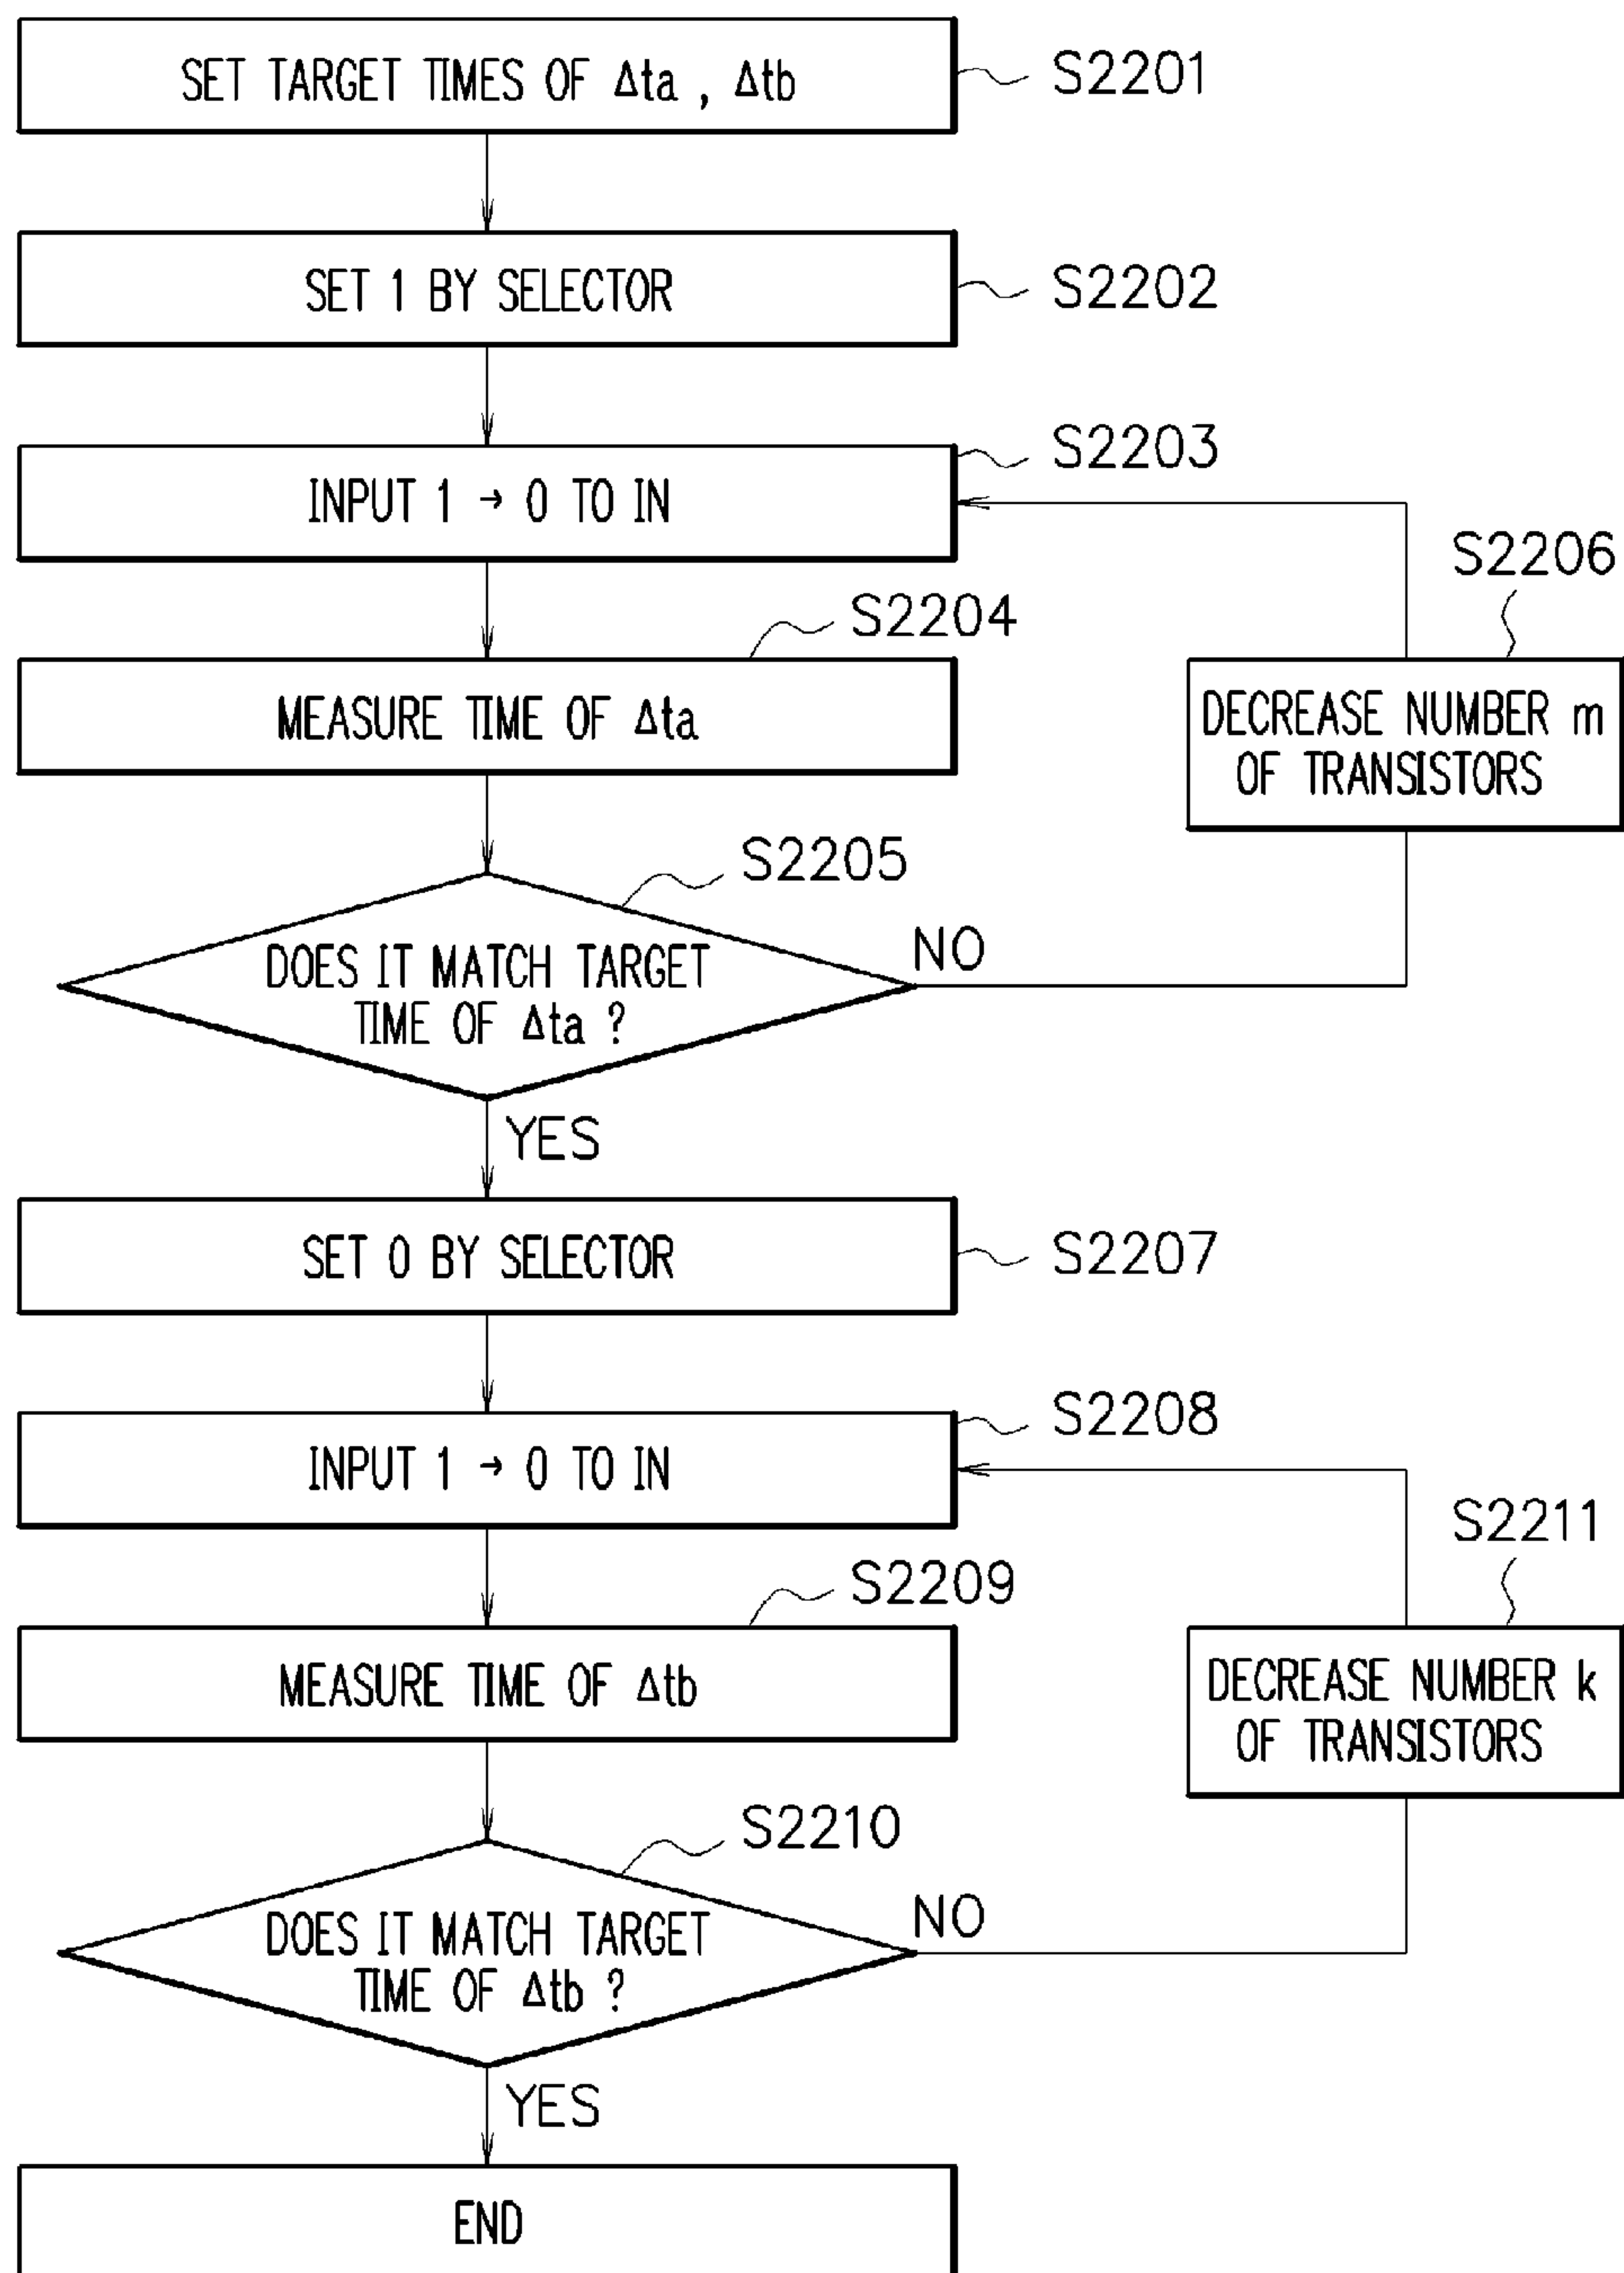 SET TARGET TIMES OF Δta , Δtb
S2201
SET 1 BY SELECTOR
S2202
INPUT 1 → 0 TO IN
S2203
S2206
S2204
MEASURE TIME OF Δta
DECREASE NUMBER m
OF TRANSISTORS
S2205
DOES IT MATCH TARGET
TIME OF Δta ?
NO
YES
SET 0 BY SELECTOR
S2207
INPUT 1 → 0 TO IN
S2208
S2211
S2209
MEASURE TIME OF Δtb
DECREASE NUMBER k
OF TRANSISTORS
S2210
DOES IT MATCH TARGET
TIME OF Δtb ?
NO
YES
END